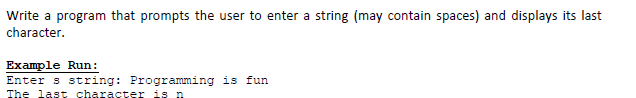 Write a program that prompts the user to enter a string (may contain spaces) and displays its last
character.
Example Run:
Enter s string: Programming is fun
The last character is n